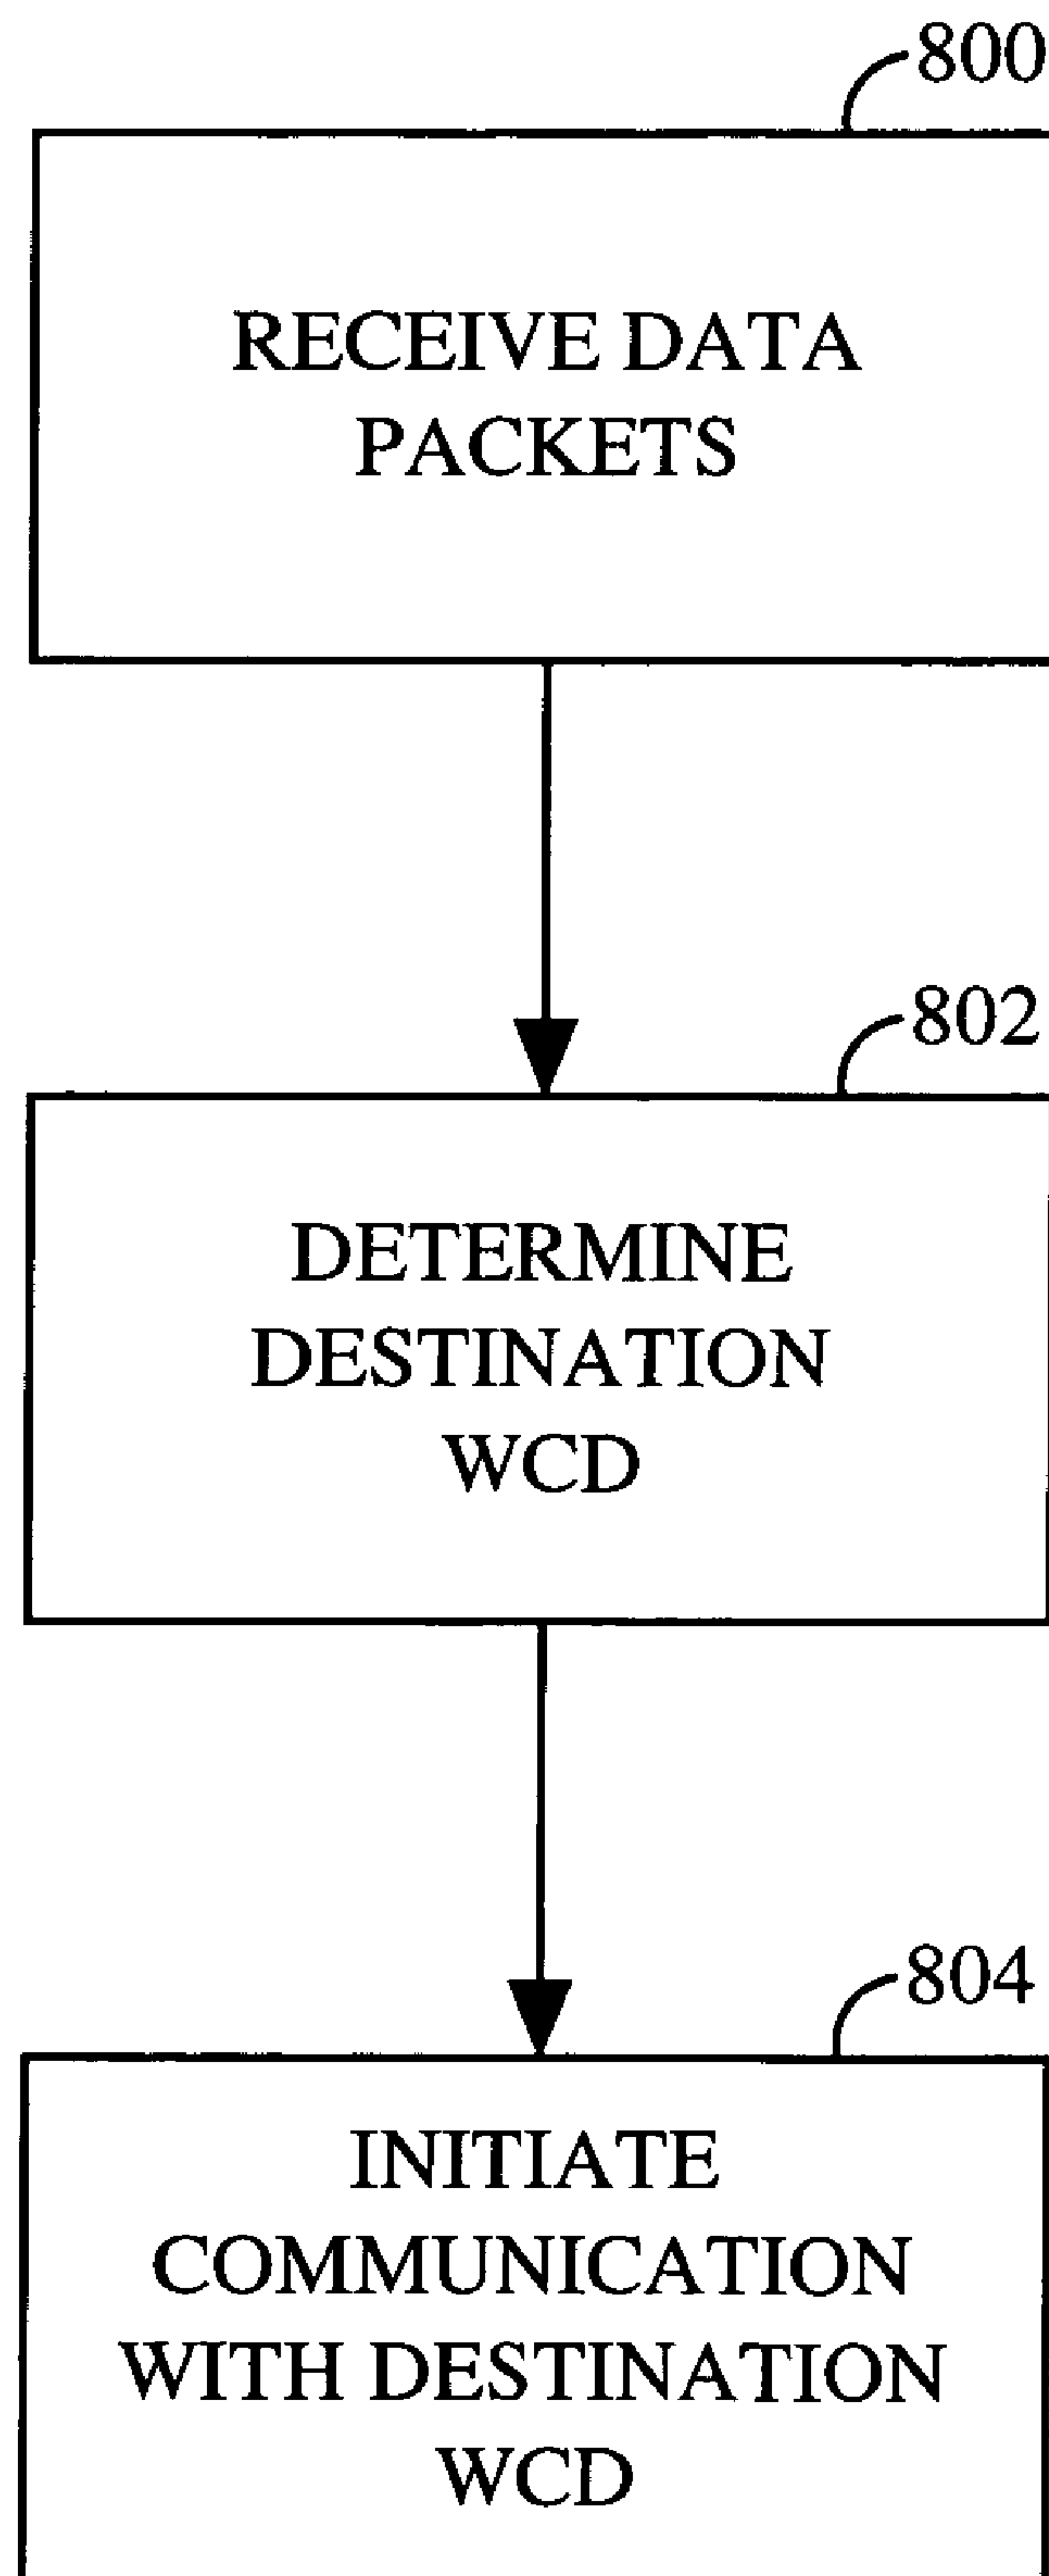 800
RECEIVE DATA
PACKETS
802
DETERMINE
DESTINATION
WCD
804
INITIATE
COMMUNICATION
WITH DESTINATION
WCD